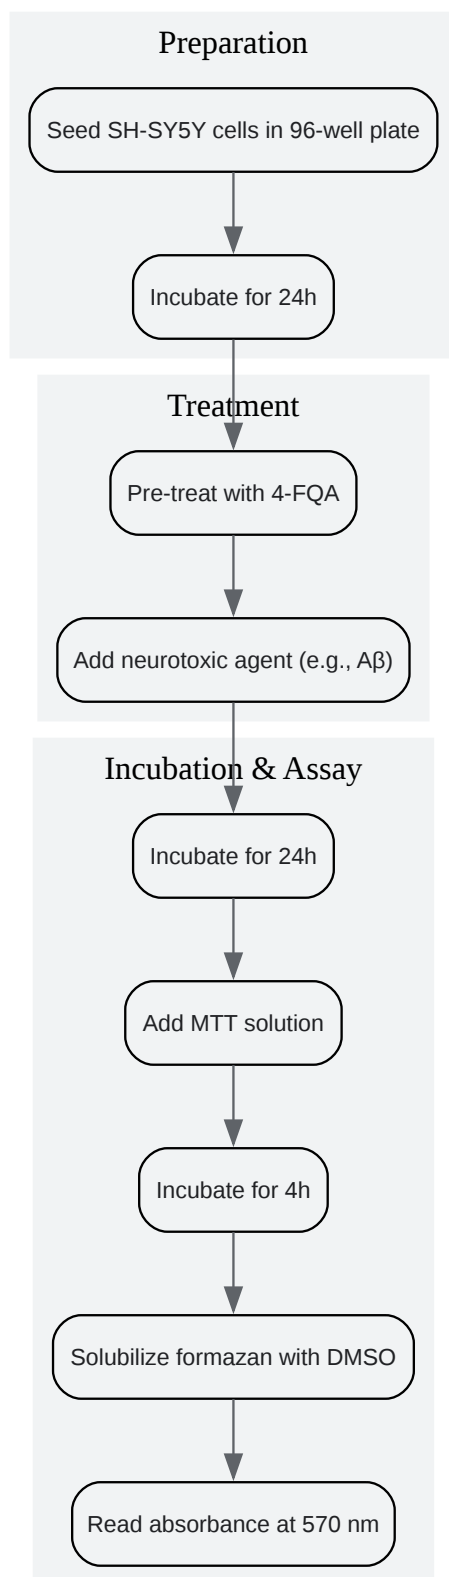 Preparation
Seed SH-SY5Y cells in 96-well plate
Incubate for 24h
Treatment
Pre-treat with 4-FQA
Add neurotoxic agent (e.g., Aβ)
Incubation & Assay
Incubate for 24h
Add MTT solution
Incubate for 4h
Solubilize formazan with DMSO
Read absorbance at 570 nm